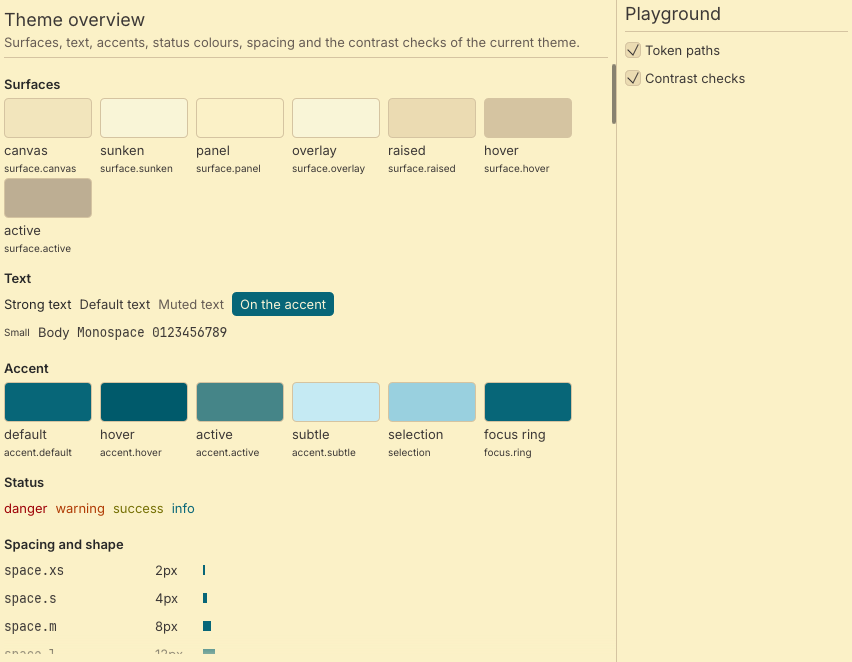 Theme overview
Surfaces, text, accents, status colours, spacing and the contrast checks of the current theme.
Surfaces
canvas sunken panel overlay raised hover
surface.canvas surface.sunken surface.panel surface.overlay surface.raised surface.hover
active
surface.active
Text
Strong text Default text Muted text On the accent
Small Body Monospace 0123456789
Accent
default hover active subtle selection focus ring
accent.default accent.hover accent.active accent.subtle selection focus.ring
Status
danger warning success info
Spacing and shape
space.xs 2px
space.s 4px
space.m 8px
space.l 12px
Playground
Token paths
Contrast checks